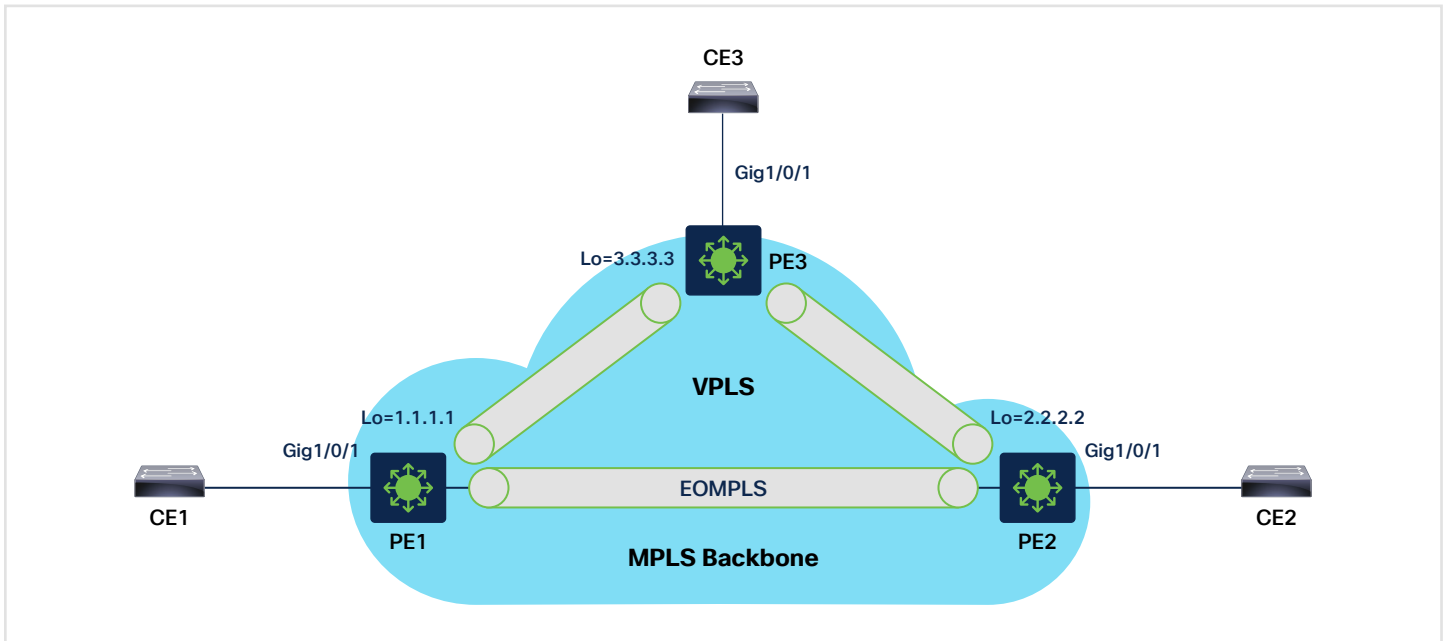 CE3
Gig1/0/1
Lo=3.3.3.3
PE3
VPLS
Lo=1.1.1.1
Lo=2.2.2.2
Gig1/0/1
Gig1/0/1
EOMPLS
CE1
CE2
PE1
PE2
MPLS Backbone